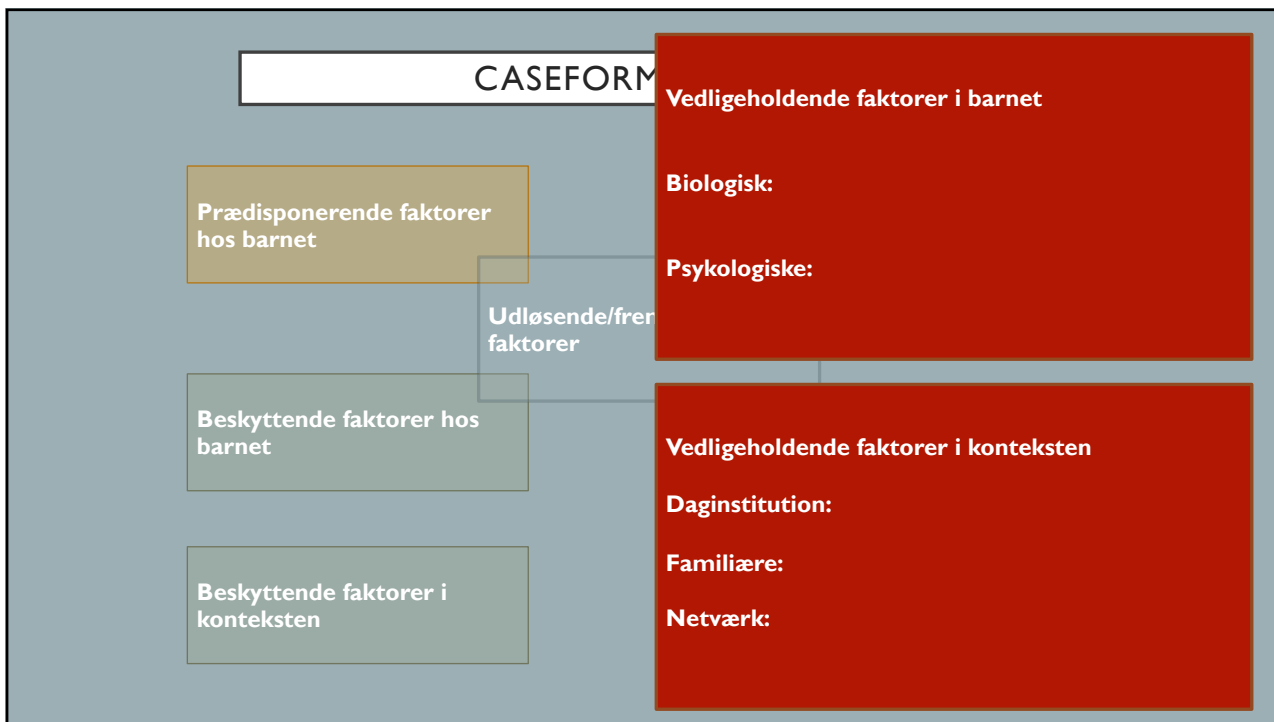 CASEFORM
Prædisponerende faktorer
hos barnet
Udløsende/frer
faktorer
Beskyttende faktorer hos
barnet
Beskyttende faktorer i
konteksten
Vedligeholdende faktorer i barnet
Biologisk:
Psykologiske:
Vedligeholdende faktorer i konteksten
Daginstitution:
Familiære:
Netværk: